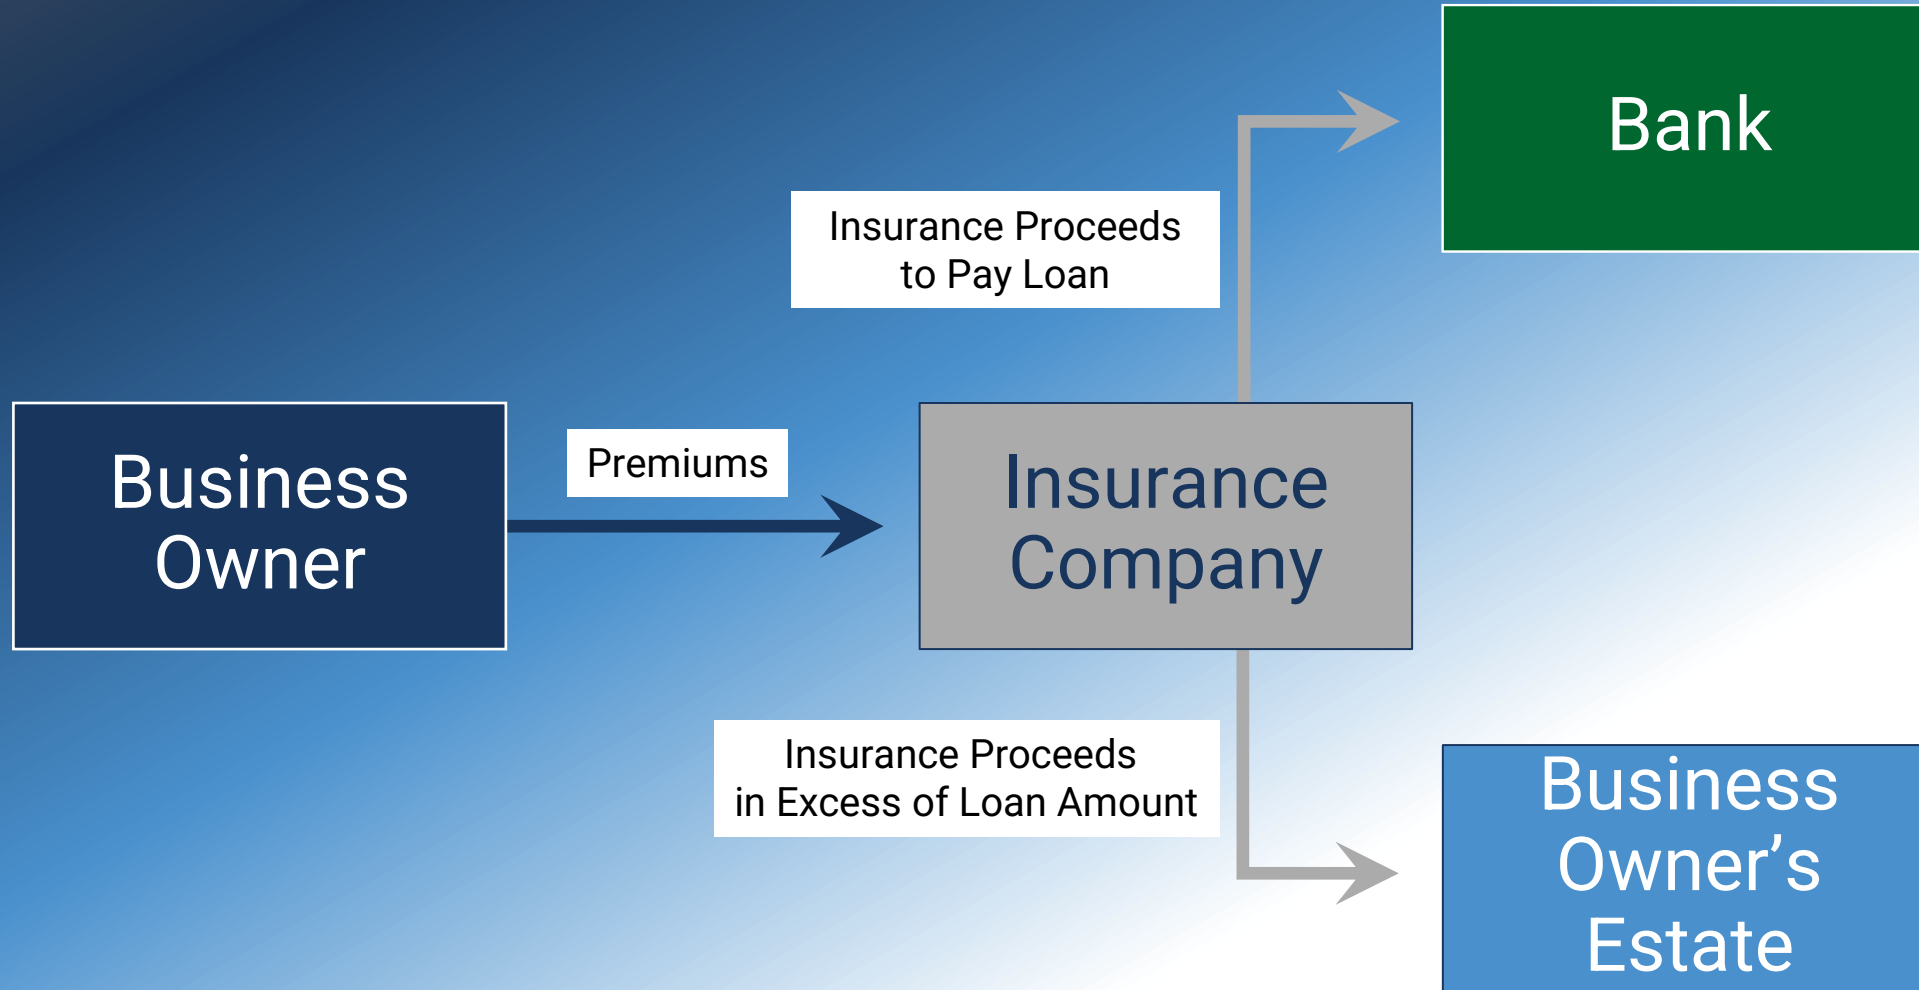 Bank
Insurance Proceeds
to Pay Loan
Business
Owner
Premiums
Insurance
Company
Insurance Proceeds
in Excess of Loan Amount
Business
Owner’s
Estate